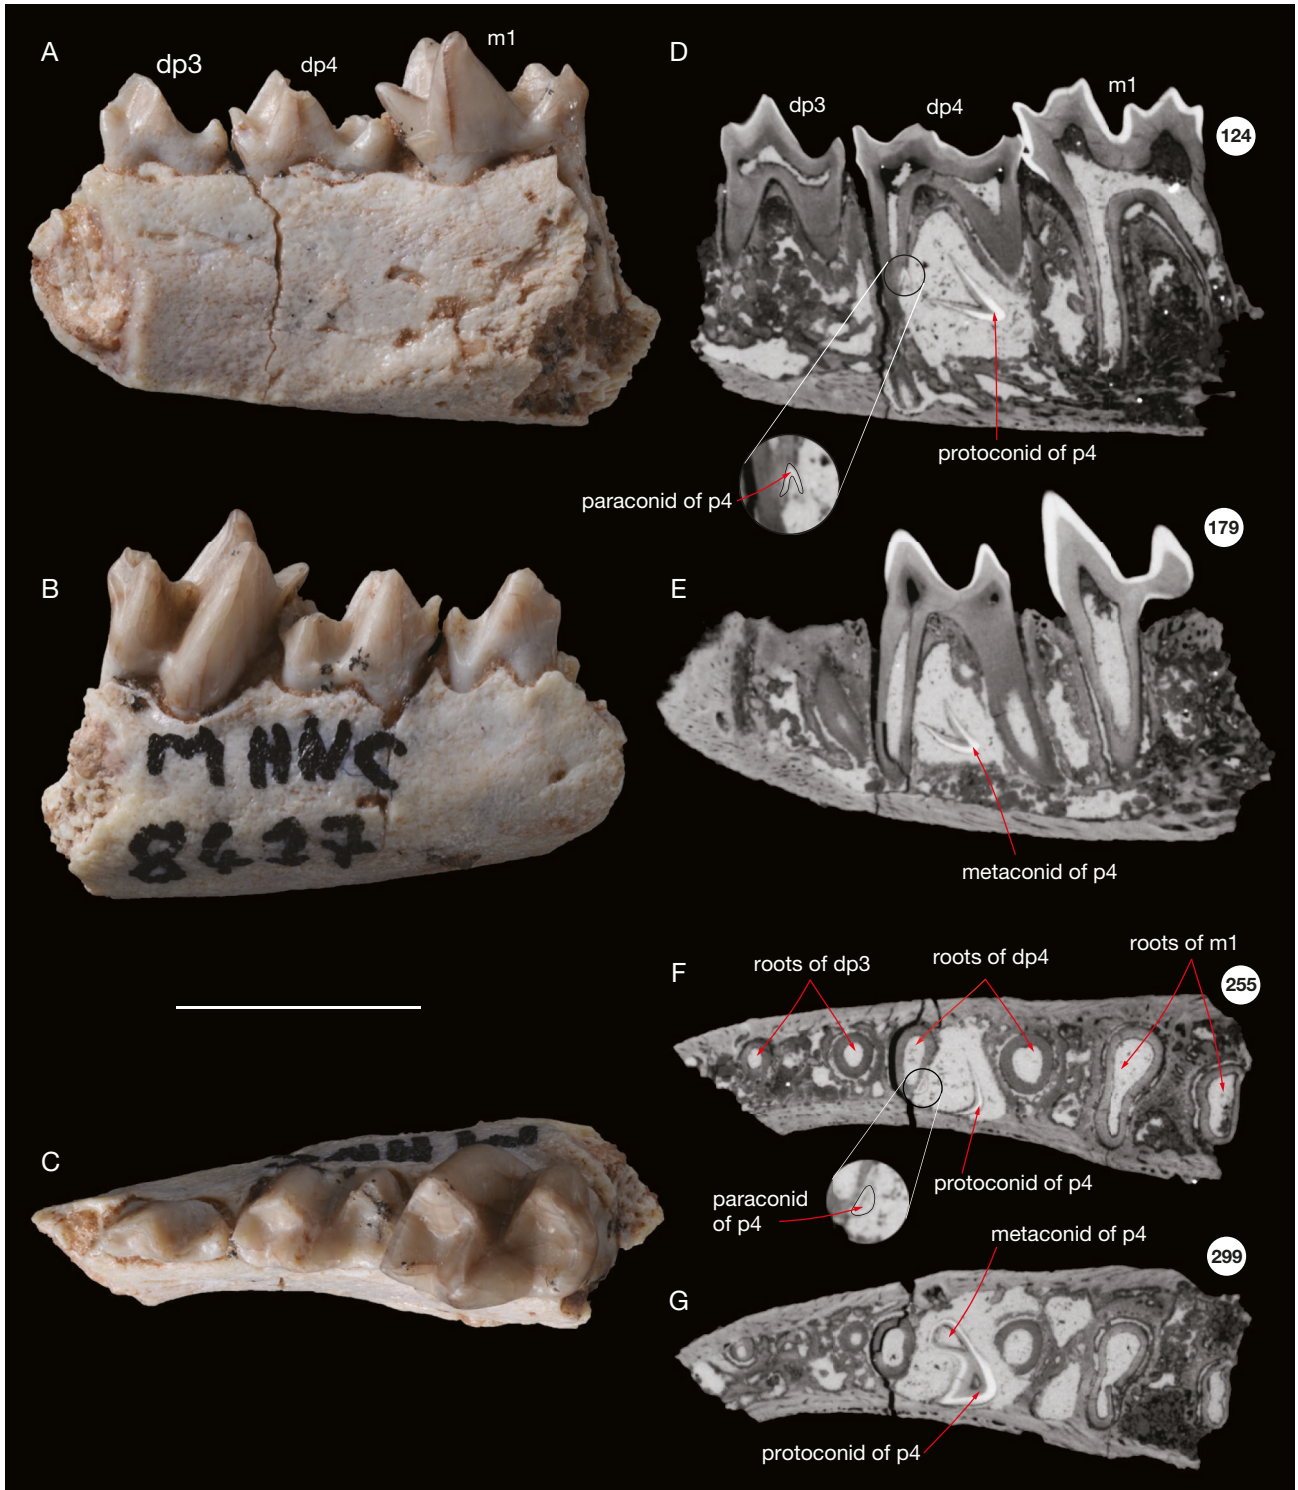 A
dp3
dp4
m1
D
dp3
dp4
m1
124
protoconid of p4
paraconid of p4
B
MHNC
8427
179
E
metaconid of p4
F
roots of dp3
roots of dp4
roots of m1
255
C
paraconid
of p4
protoconid of p4
metaconid of p4
299
G
protoconid of p4